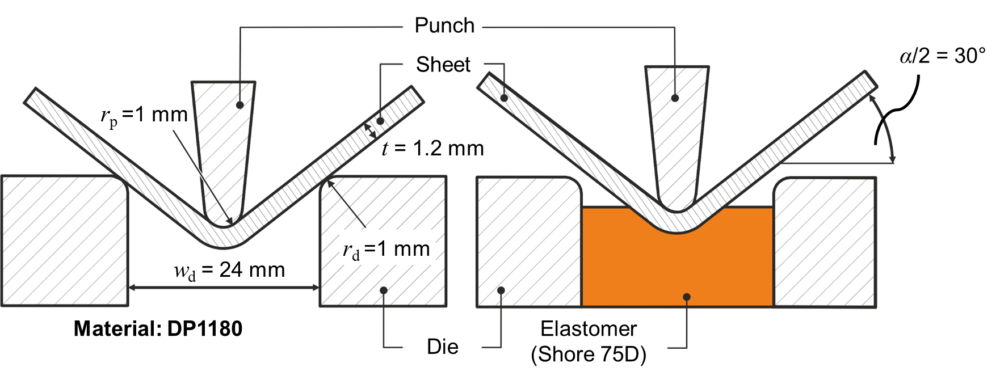 Punch
Sheet
α/2 = 30°
rp =1 mm
t = 1.2 mm
rd =1 mm
wd = 24 mm
Material: DP1180
Die
Elastomer
(Shore 75D)